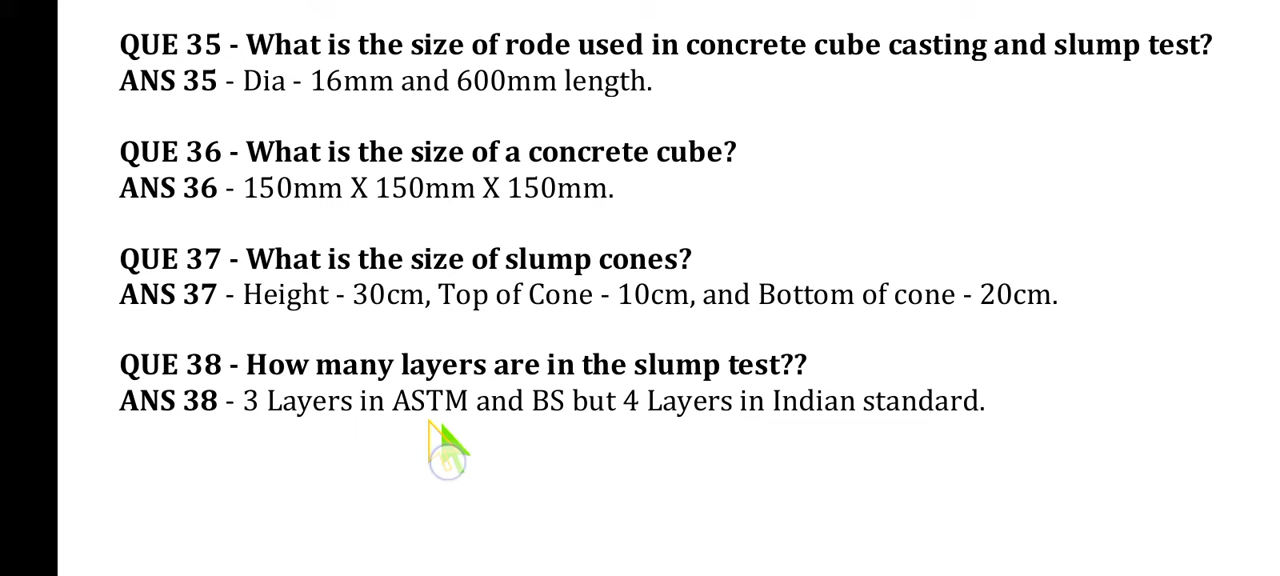 QUE 35 - What is the size of rode used in concrete cube casting and slump test?
ANS 35 - Dia - 16mm and 600mm length.
QUE 36 - What is the size of a concrete cube?
ANS 36 - 150mm X 150mm X 150mm.
QUE 37 - What is the size of slump cones?
ANS 37 - Height - 30cm, Top of Cone - 10cm, and Bottom of cone - 20cm.
QUE 38 - How many layers are in the slump test??
ANS 38 - 3 Layers in ASTM and BS but 4 Layers in Indian standard.